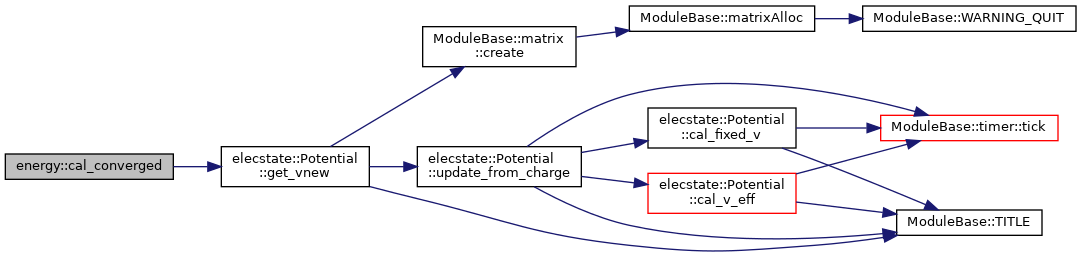 energy::cal_converged
elecstate::Potential
::get_vnew
ModuleBase::matrix
::create
ModuleBase::matrixAlloc
ModuleBase::WARNING_QUIT
elecstate::Potential
::update_from_charge
elecstate::Potential
::cal_fixed_v
elecstate::Potential
::cal_v_eff
ModuleBase::timer::tick
ModuleBase::TITLE